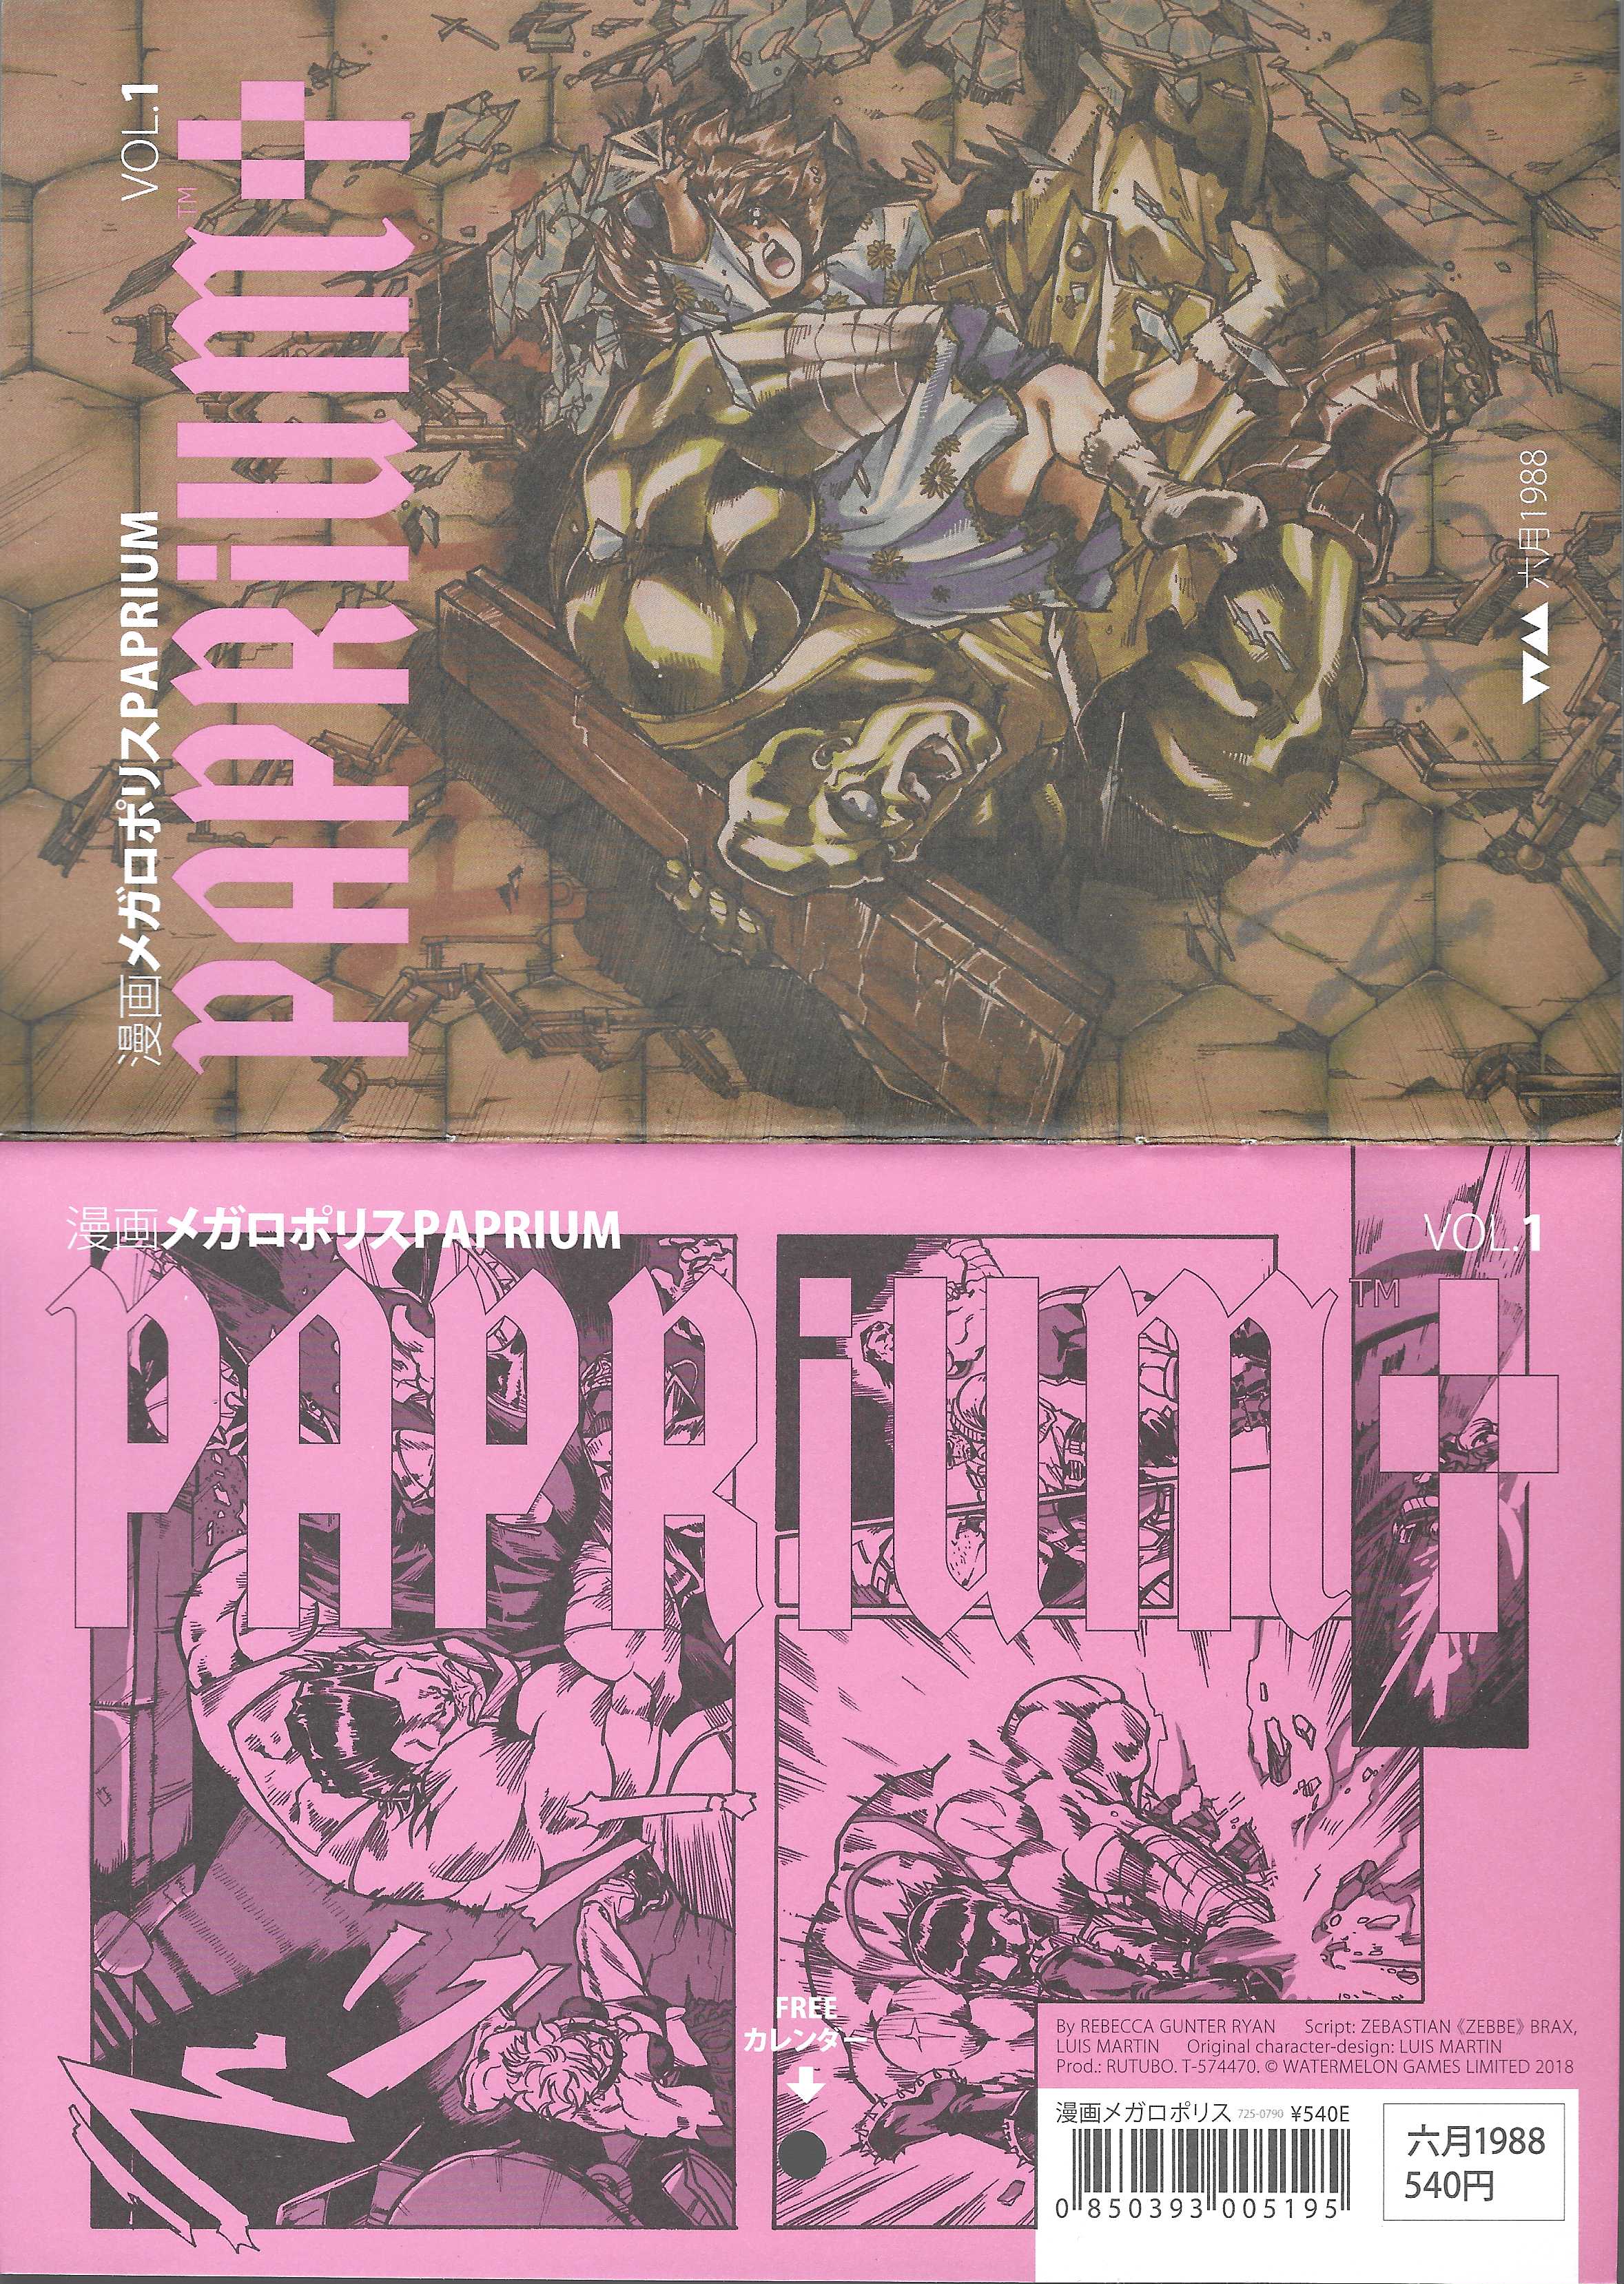 漫画メガロポリスPAPRIUM
VOL.1
PAPRiUM™
WM 六月1988
漫画メガロポリスPAPRIUM
VOL.1
PAPRiUM
TM
FREE
カレンダー
By REBECCA GUNTER RYAN Script: ZEBASTIAN《ZEBBE》BRAX,
LUIS MARTIN Original character-design: LUIS MARTIN
Prod.: RUTUBO. T-574470. © WATERMELON GAMES LIMITED 2018
漫画メガロポリス 725-0790 ¥540E
0 850393 005195
六月1988
540円